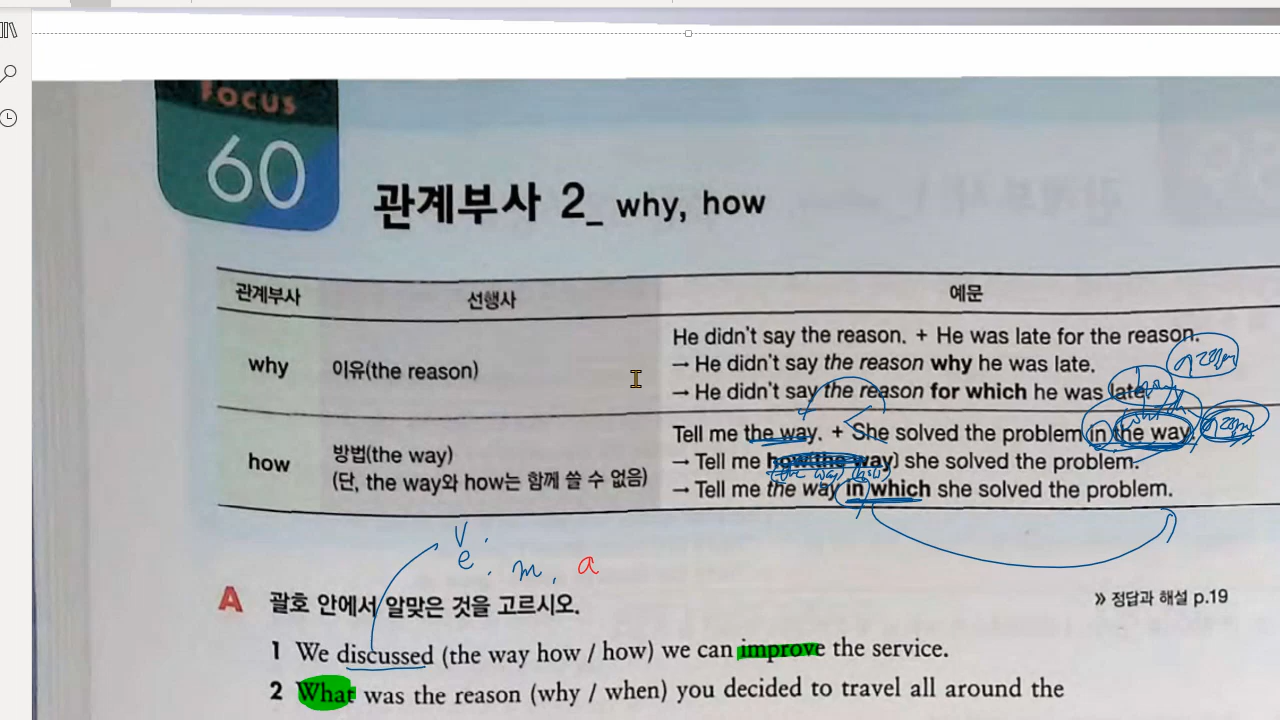 FOCUS
60
관계부사 2_ why, how
관계부사 선행사 예문
why 이유(the reason) He didn't say the reason. + He was late for the reason.
→ He didn't say the reason why he was late.
→ He didn't say the reason for which he was late.
how 방법(the way) Tell me the way. + She solved the problem in the way.
(단, the way와 how는 함께 쓸 수 없음) → Tell me how(the way) she solved the problem.
→ Tell me the way in which she solved the problem.
v
e. m. a
A 괄호 안에서 알맞은 것을 고르시오. » 정답과 해설 p.19
1 We discussed (the way how / how) we can improve the service.
2 What was the reason (why / when) you decided to travel all around the